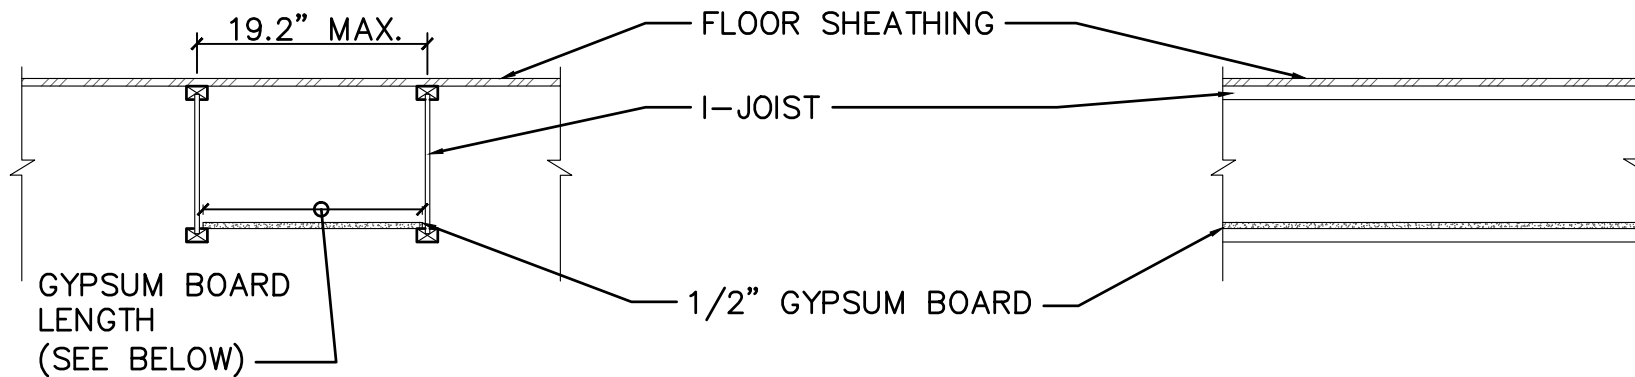 19.2” MAX.
FLOOR SHEATHING
I-JOIST
GYPSUM BOARD
LENGTH
(SEE BELOW)
1/2” GYPSUM BOARD